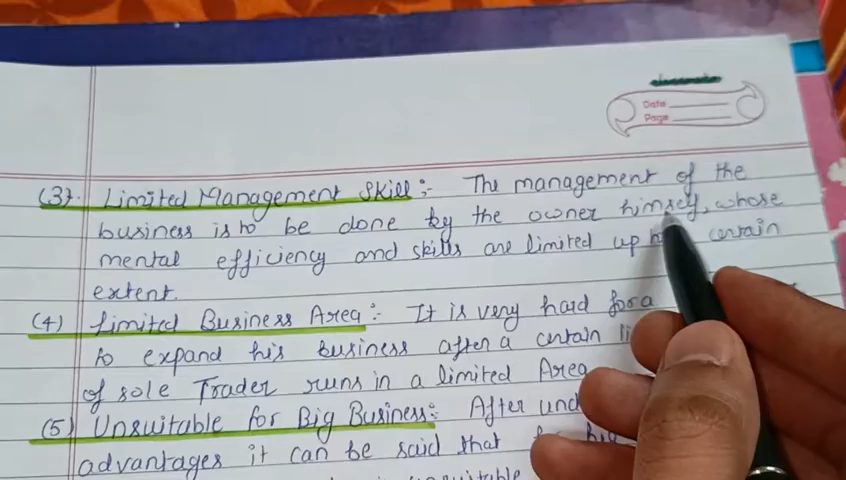 classmate
Date
Page
(3). Limited Management Skill :- The management of the
business is to be done by the owner himself, whose
mental efficiency and skills are limited up certain
extent.
(4) Limited Business Area :- It is very hard for a
to expand his business after a certain
of sole Trader runs in a limited Area
(5) Unsuitable for Big Business :- After
advantages it can be said that